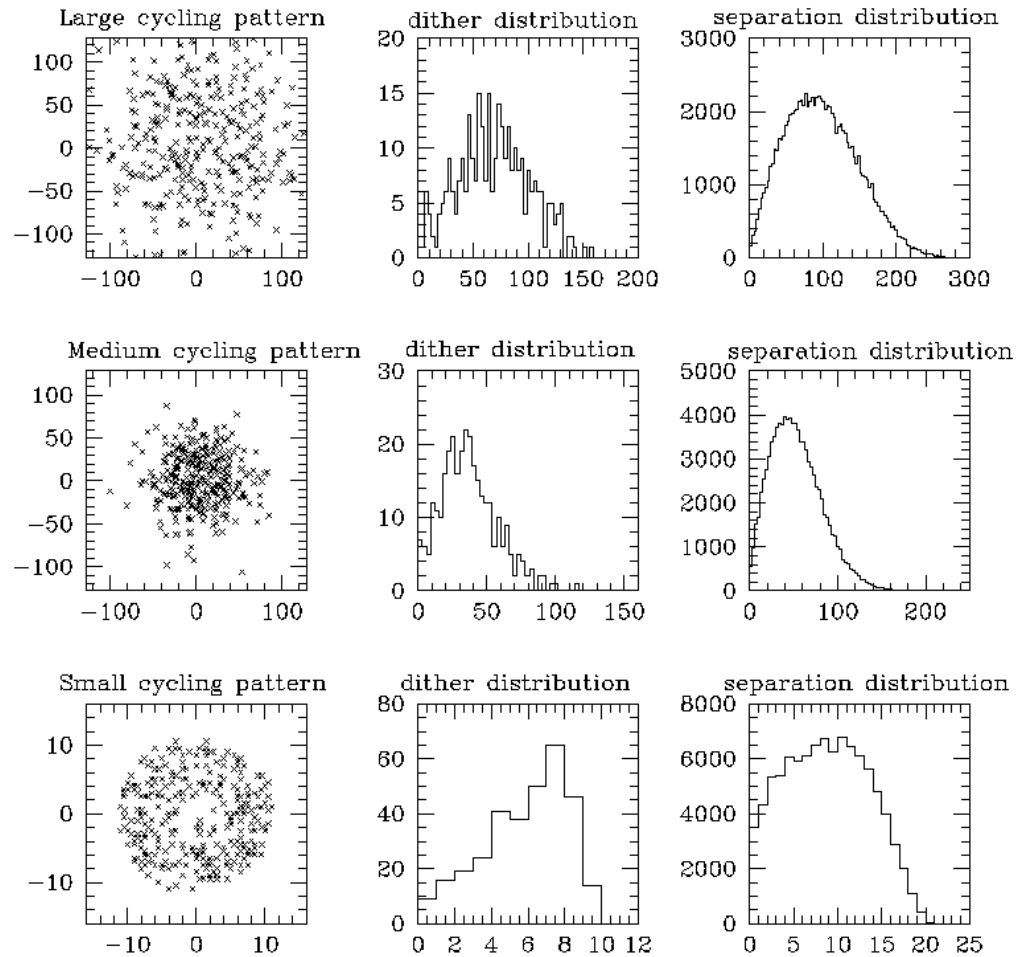 Large cycling pattern
dither distribution
separation distribution
100
50
0
−50
−100
−100 0 100
20
15
10
5
0
0 50 100 150 200
3000
2000
1000
0
0 100 200 300
Medium cycling pattern
dither distribution
separation distribution
100
50
0
−50
−100
−100 0 100
30
20
10
0
0 50 100 150
5000
4000
3000
2000
1000
0
0 100 200
Small cycling pattern
dither distribution
separation distribution
10
0
−10
−10 0 10
80
60
40
20
0
0 2 4 6 8 10 12
8000
6000
4000
2000
0
0 5 10 15 20 25